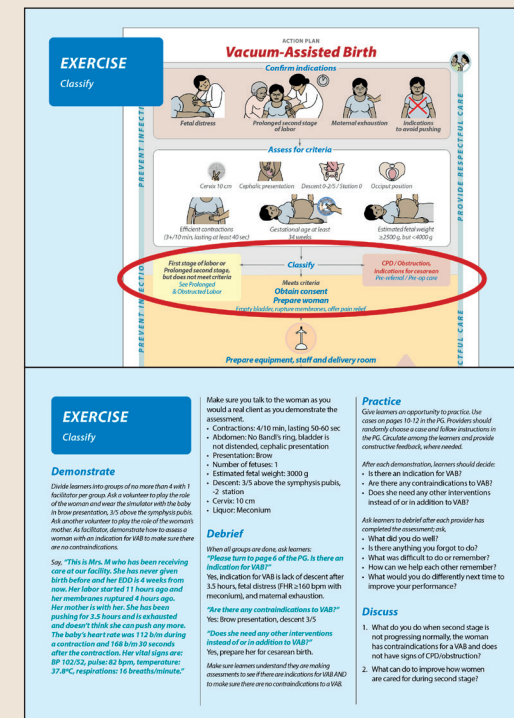 EXERCISE
Classify
ACTION PLAN
Vacuum-Assisted Birth
Confirm indications
Fetal distress
Prolonged second stage
of labor
Maternal exhaustion
Indications
to avoid pushing
Assess for criteria
Cervix 10 cm
Cephalic presentation
Descent 0-2/5 / Station 0
Occiput position
Efficient contractions
(3+/10 min, lasting at least 40 sec)
Gestational age at least
34 weeks
Estimated fetal weight
≥2500 g, but <4000 g
First stage of labor or
Prolonged second stage,
but does not meet criteria
See Prolonged
& Obstructed Labor
Classify
CPD / Obstruction,
indications for cesarean
Pre-referral / Pre-op care
Meets criteria
Obtain consent
Prepare woman
Empty bladder, rupture membranes, offer pain relief
Prepare equipment, staff and delivery room
PREVENT INFECTI
PREVENT INFECTI
PROVIDE RESPECTFUL CARE
CTFUL CARE
EXERCISE
Classify
Demonstrate
Divide learners into groups of no more than 4 with 1
facilitator per group. Ask a volunteer to play the role
of the woman and wear the simulator with the baby
in brow presentation, 3/5 above the symphysis pubis.
Ask another volunteer to play the role of the woman's
mother. As facilitator, demonstrate how to assess a
woman with an indication for VAB to make sure there
are no contraindications.
Say, "This is Mrs. M who has been receiving
care at our facility. She has never given
birth before and her EDD is 4 weeks from
now. Her labor started 11 hours ago and
her membranes ruptured 4 hours ago.
Her mother is with her. She has been
pushing for 3.5 hours and is exhausted
and doesn't think she can push any more.
The baby's heart rate was 112 b/m during
a contraction and 168 b/m 30 seconds
after the contraction. Her vital signs are:
BP 102/52, pulse: 82 bpm, temperature:
37.8ºC, respirations: 16 breaths/minute."
Make sure you talk to the woman as you
would a real client as you demonstrate the
assessment.
• Contractions: 4/10 min, lasting 50-60 sec
• Abdomen: No Bandl's ring, bladder is
not distended, cephalic presentation
• Presentation: Brow
• Number of fetuses: 1
• Estimated fetal weight: 3000 g
• Descent: 3/5 above the symphysis pubis,
-2 station
• Cervix: 10 cm
• Liquor: Meconium
Debrief
When all groups are done, ask learners:
"Please turn to page 6 of the PG. Is there an
indication for VAB?"
Yes, indication for VAB is lack of descent after
3.5 hours, fetal distress (FHR ≥160 bpm with
meconium), and maternal exhaustion.
"Are there any contraindications to VAB?"
Yes: Brow presentation, descent 3/5
"Does she need any other interventions
instead of or in addition to VAB?"
Yes, prepare her for cesarean birth.
Make sure learners understand they are making
assessments to see if there are indications for VAB AND
to make sure there are no contraindications to a VAB.
Practice
Give learners an opportunity to practice. Use
cases on pages 10-12 in the PG. Providers should
randomly choose a case and follow instructions in
the PG. Circulate among the learners and provide
constructive feedback, where needed.
After each demonstration, learners should decide:
• Is there an indication for VAB?
• Are there any contraindications to VAB?
• Does she need any other interventions
instead of or in addition to VAB?
Ask learners to debrief after each provider has
completed the assessment; ask,
• What did you do well?
• Is there anything you forgot to do?
• What was difficult to do or remember?
• How can we help each other remember?
• What would you do differently next time to
improve your performance?
Discuss
1. What do you do when second stage is
not progressing normally, the woman
has contraindications for a VAB and does
not have signs of CPD/obstruction?
2. What can to do improve how women
are cared for during second stage?